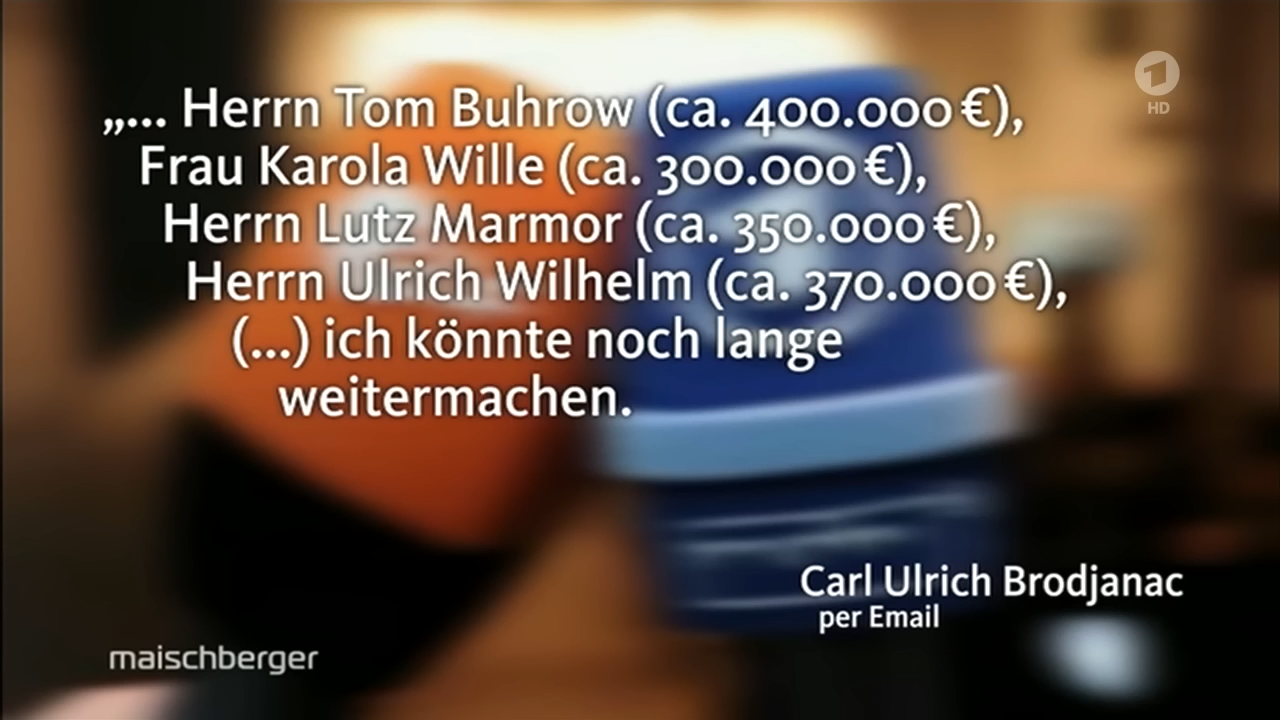 „... Herrn Tom Buhrow (ca. 400.000 €),
Frau Karola Wille (ca. 300.000 €),
Herrn Lutz Marmor (ca. 350.000 €),
Herrn Ulrich Wilhelm (ca. 370.000 €),
(...) ich könnte noch lange
weitermachen.
Carl Ulrich Brodjanac
per Email
maischberger
1
HD